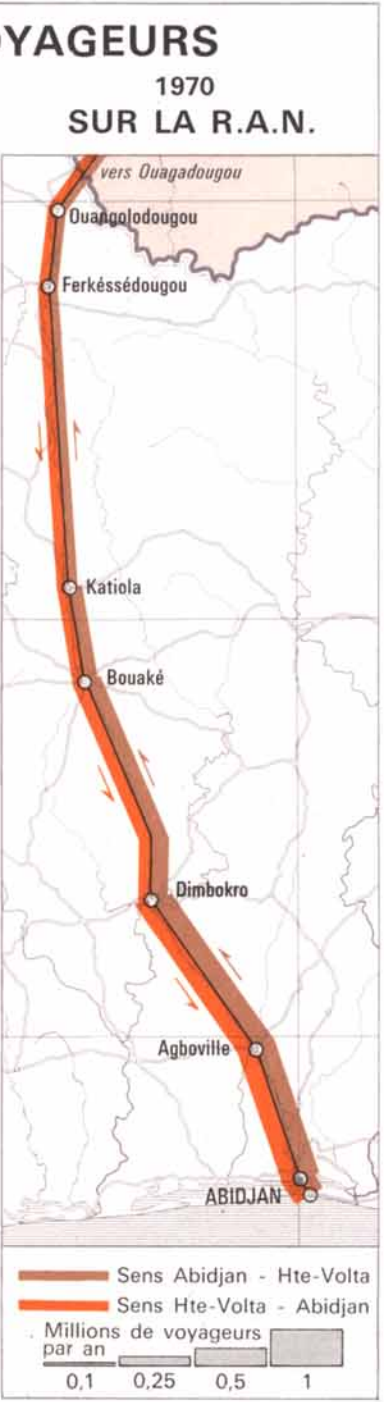 OYAGEURS
1970
SUR LA R.A.N.
vers Ouagadougou
Ouangolodougou
Ferkéssédougou
Katiola
Bouaké
Dimbokro
Agboville
ABIDJAN
Sens Abidjan - Hte-Volta
Sens Hte-Volta - Abidjan
Millions de voyageurs
par an
0,1 0,25 0,5 1